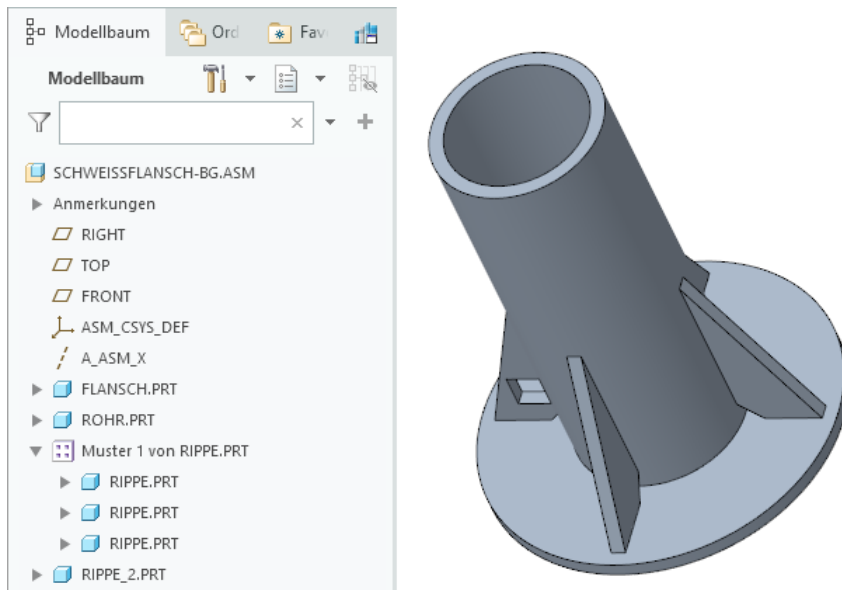 Modellbaum Ord Fav
Modellbaum
SCHWEISSFLANSCH-BG.ASM
Anmerkungen
RIGHT
TOP
FRONT
ASM_CSYS_DEF
A_ASM_X
FLANSCH.PRT
ROHR.PRT
Muster 1 von RIPPE.PRT
RIPPE.PRT
RIPPE.PRT
RIPPE.PRT
RIPPE_2.PRT